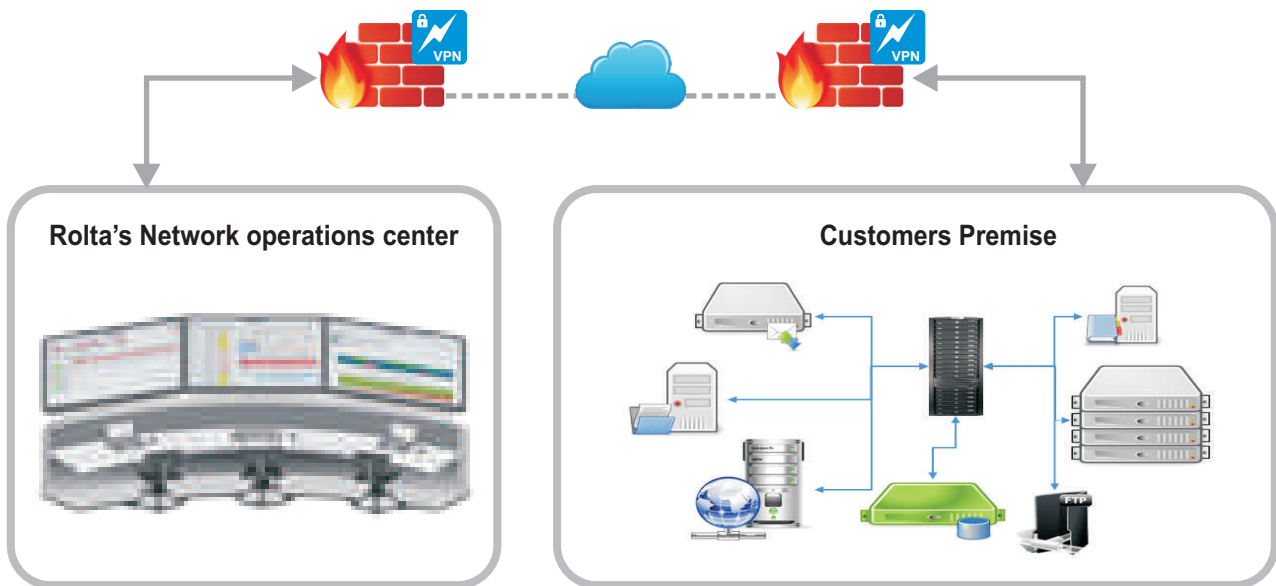 VPN
VPN
Rolta’s Network operations center
Customers Premise
FTP